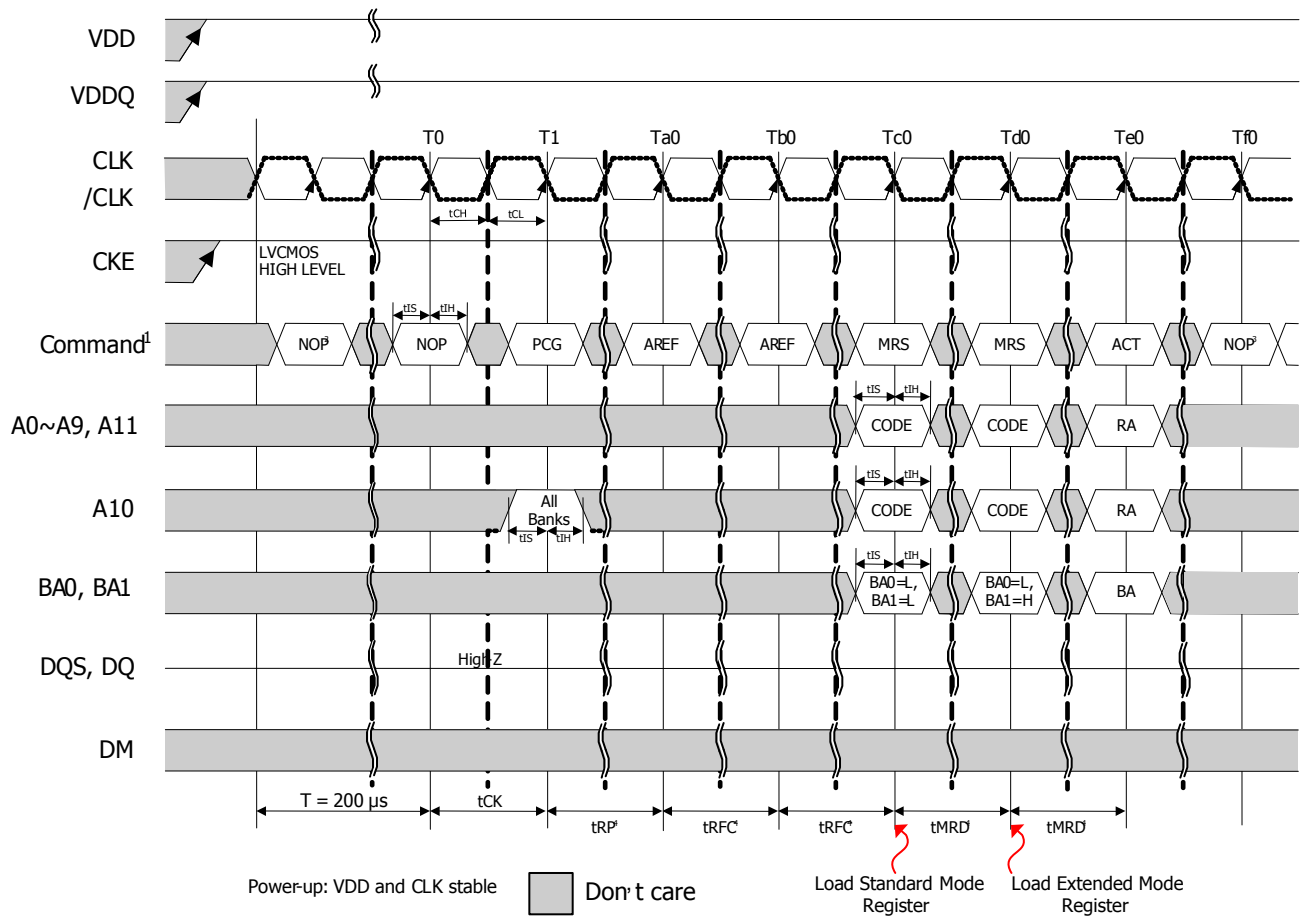 VDD
VDDQ
T0 T1 Ta0 Tb0 Tc0 Td0 Te0 Tf0
CLK
/CLK
tCH tCL
CKE
LVCMOS
HIGH LEVEL
tIS tIH
Command1 NOP3 NOP PCG AREF AREF MRS MRS ACT NOP3
tIS tIH
A0~A9, A11 CODE CODE RA
tIS tIH
A10 All
Banks CODE CODE RA
tIS tIH
tIS tIH
BA0, BA1 BA0=L,
BA1=L BA0=L,
BA1=H BA
DQS, DQ High-Z
DM
T = 200 µs tCK
tRP4 tRFC4 tRFC4 tMRD4 tMRD4
Power-up: VDD and CLK stable
Don't care
Load Standard Mode
Register
Load Extended Mode
Register